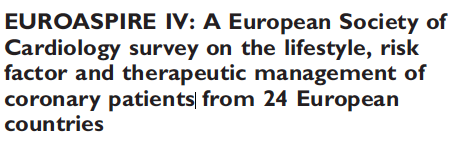 EUROASPIRE IV: A European Society of
Cardiology survey on the lifestyle, risk
factor and therapeutic management of
coronary patients from 24 European
countries